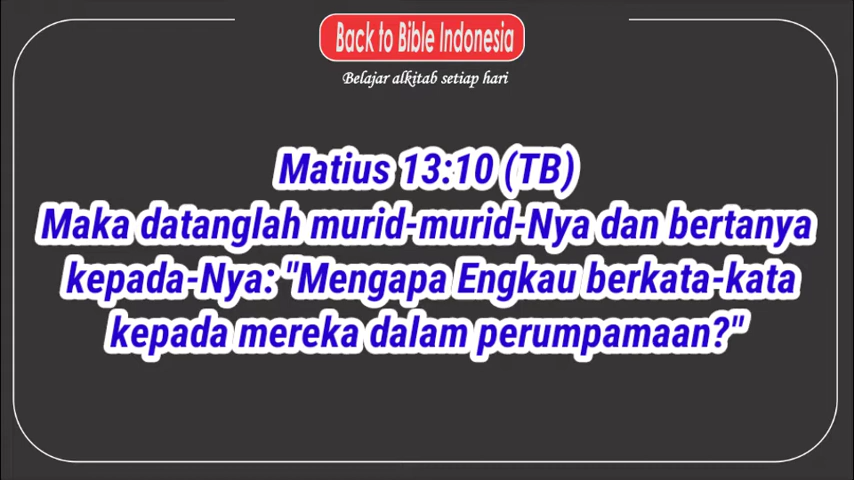 Back to Bible Indonesia
Belajar alkitab setiap hari
Matius 13:10 (TB)
Maka datanglah murid-murid-Nya dan bertanya
kepada-Nya: "Mengapa Engkau berkata-kata
kepada mereka dalam perumpamaan?"